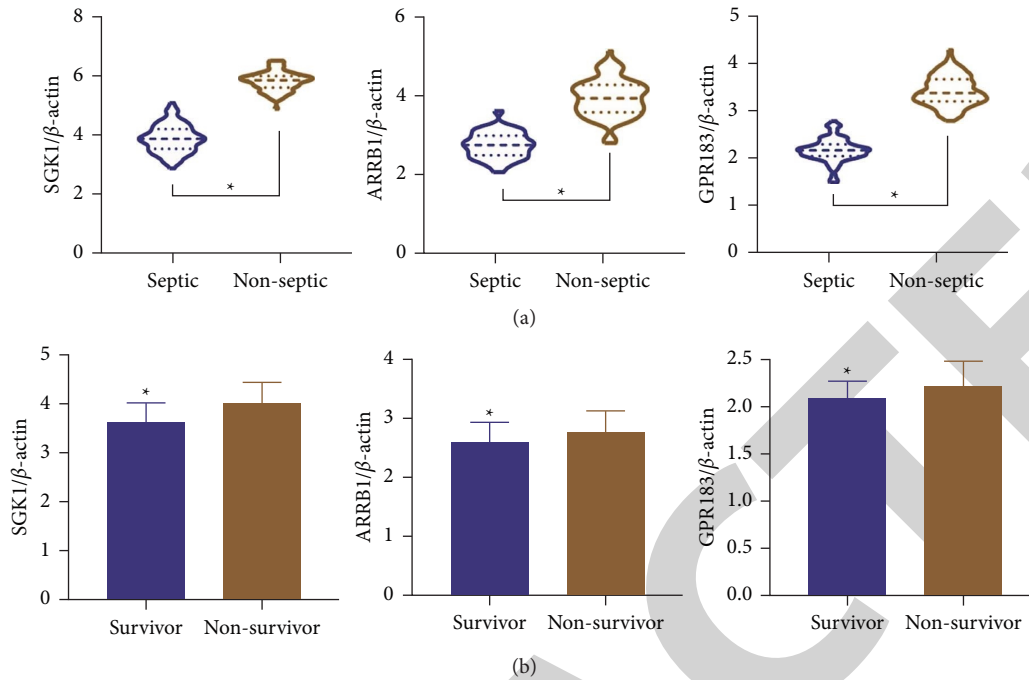 SGK1/β-actin
8
6
4
2
0
*
Septic
Non-septic
ARRB1/β-actin
6
4
2
0
*
Septic
Non-septic
GPR183/β-actin
5
4
3
2
1
0
*
Septic
Non-septic
(a)
SGK1/β-actin
5
4
3
2
1
0
*
Survivor
Non-survivor
ARRB1/β-actin
4
3
2
1
0
*
Survivor
Non-survivor
GPR183/β-actin
2.5
2.0
1.5
1.0
0.5
0.0
*
Survivor
Non-survivor
(b)